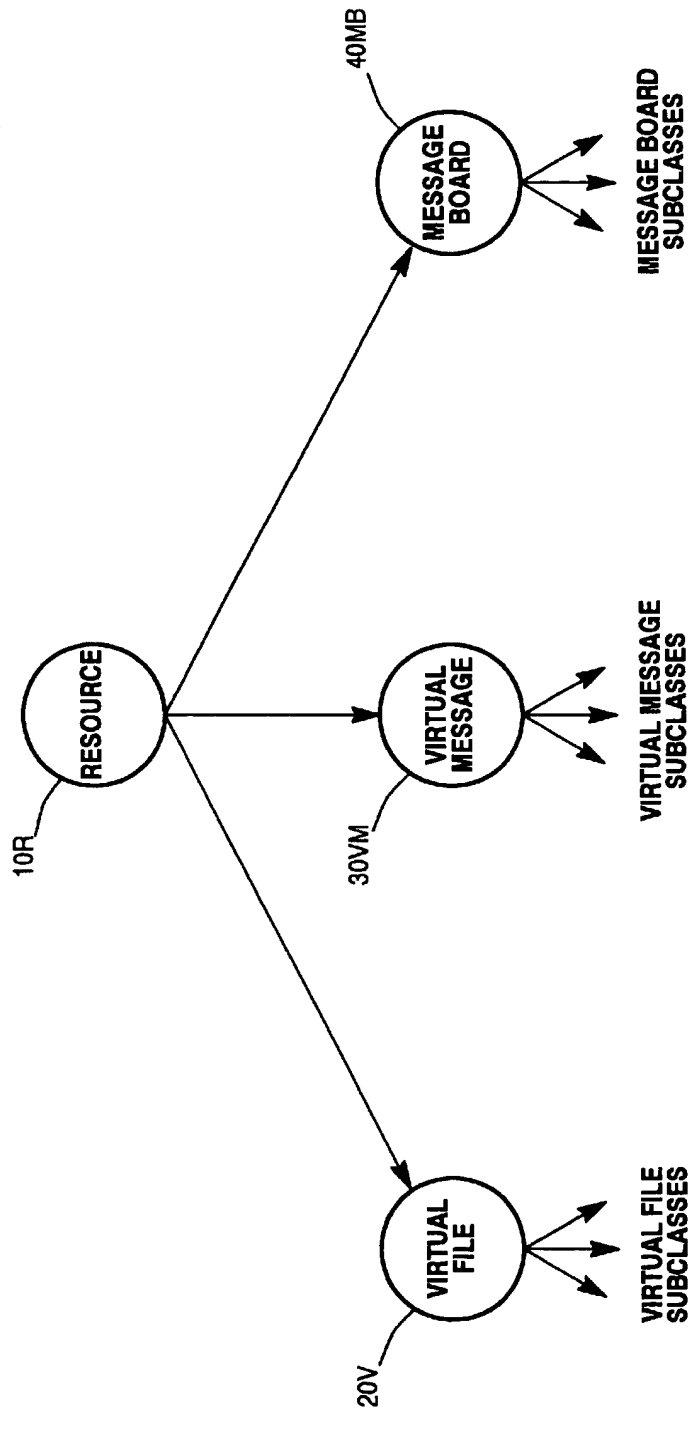 10R
RESOURCE
20V
VIRTUAL
FILE
30VM
VIRTUAL
MESSAGE
40MB
MESSAGE
BOARD
VIRTUAL FILE
SUBCLASSES
VIRTUAL MESSAGE
SUBCLASSES
MESSAGE BOARD
SUBCLASSES